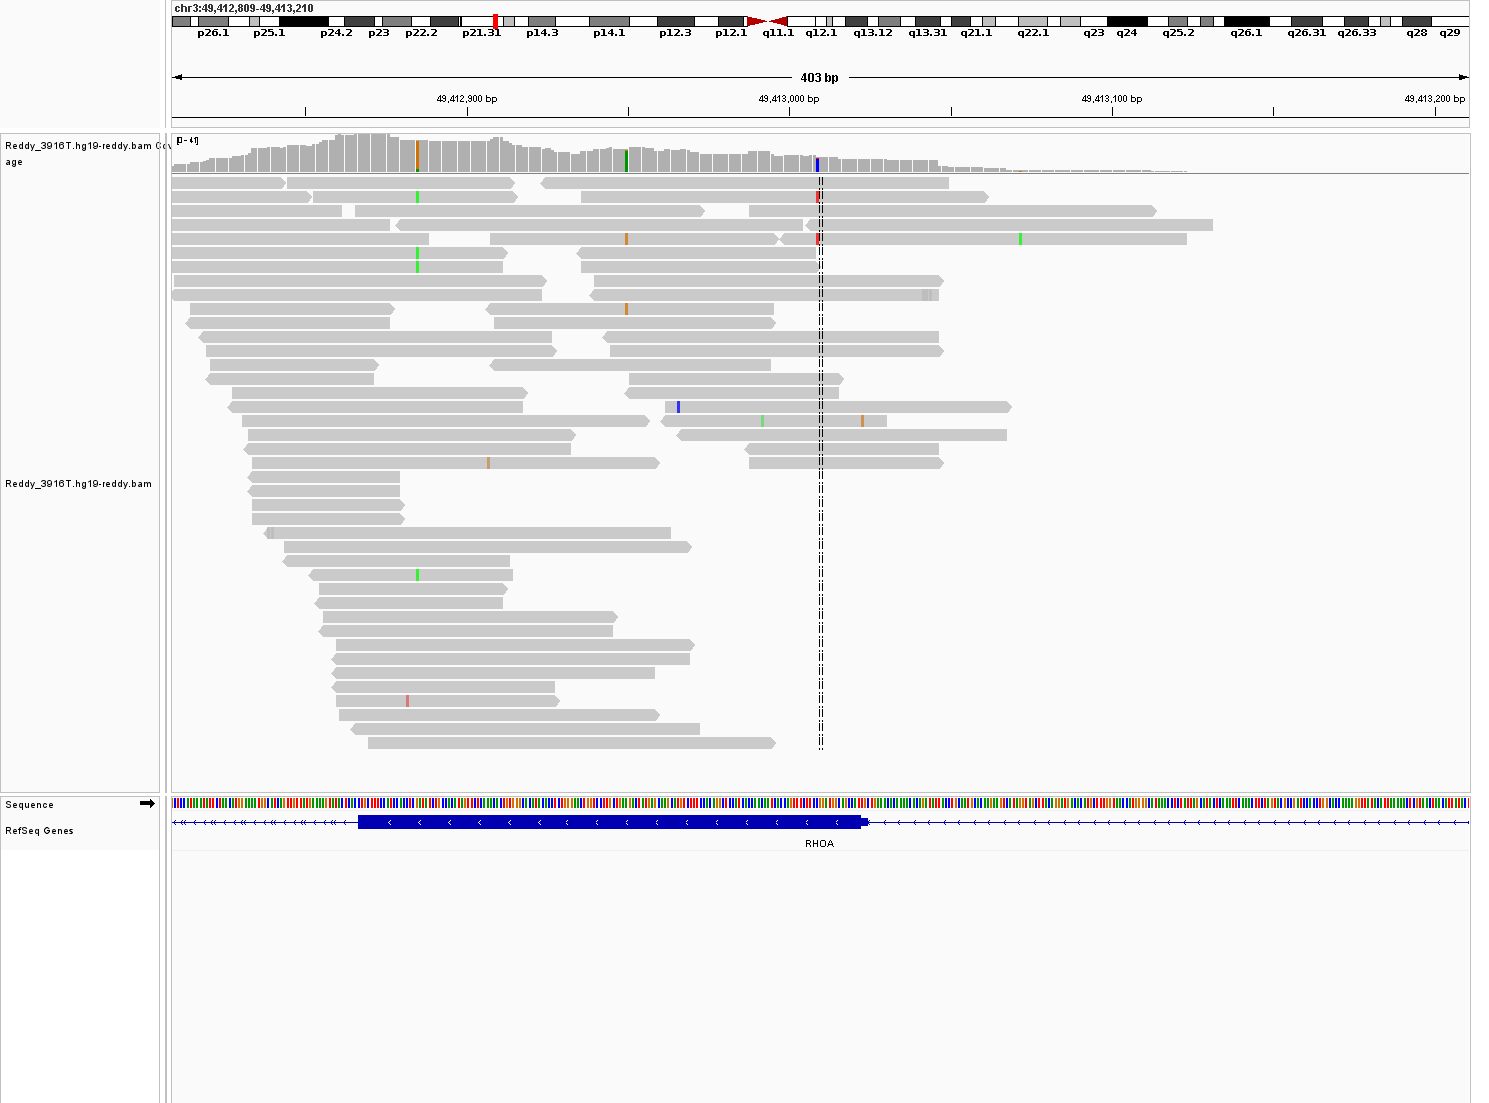 chr3:49,412,809-49,413,210
p26.1 p25.1 p24.2 p23 p22.2 p21.31 p14.3 p14.1 p12.3 p12.1 q11.1 q12.1 q13.12 q13.31 q21.1 q22.1 q23 q24 q25.2 q26.1 q26.31 q26.33 q28 q29
403 bp
49,412,900 bp 49,413,000 bp 49,413,100 bp 49,413,200 bp
Reddy_3916T.hg19-reddy.bam Cov
age
[0 - 41]
Reddy_3916T.hg19-reddy.bam
Sequence
RefSeq Genes
RHOA